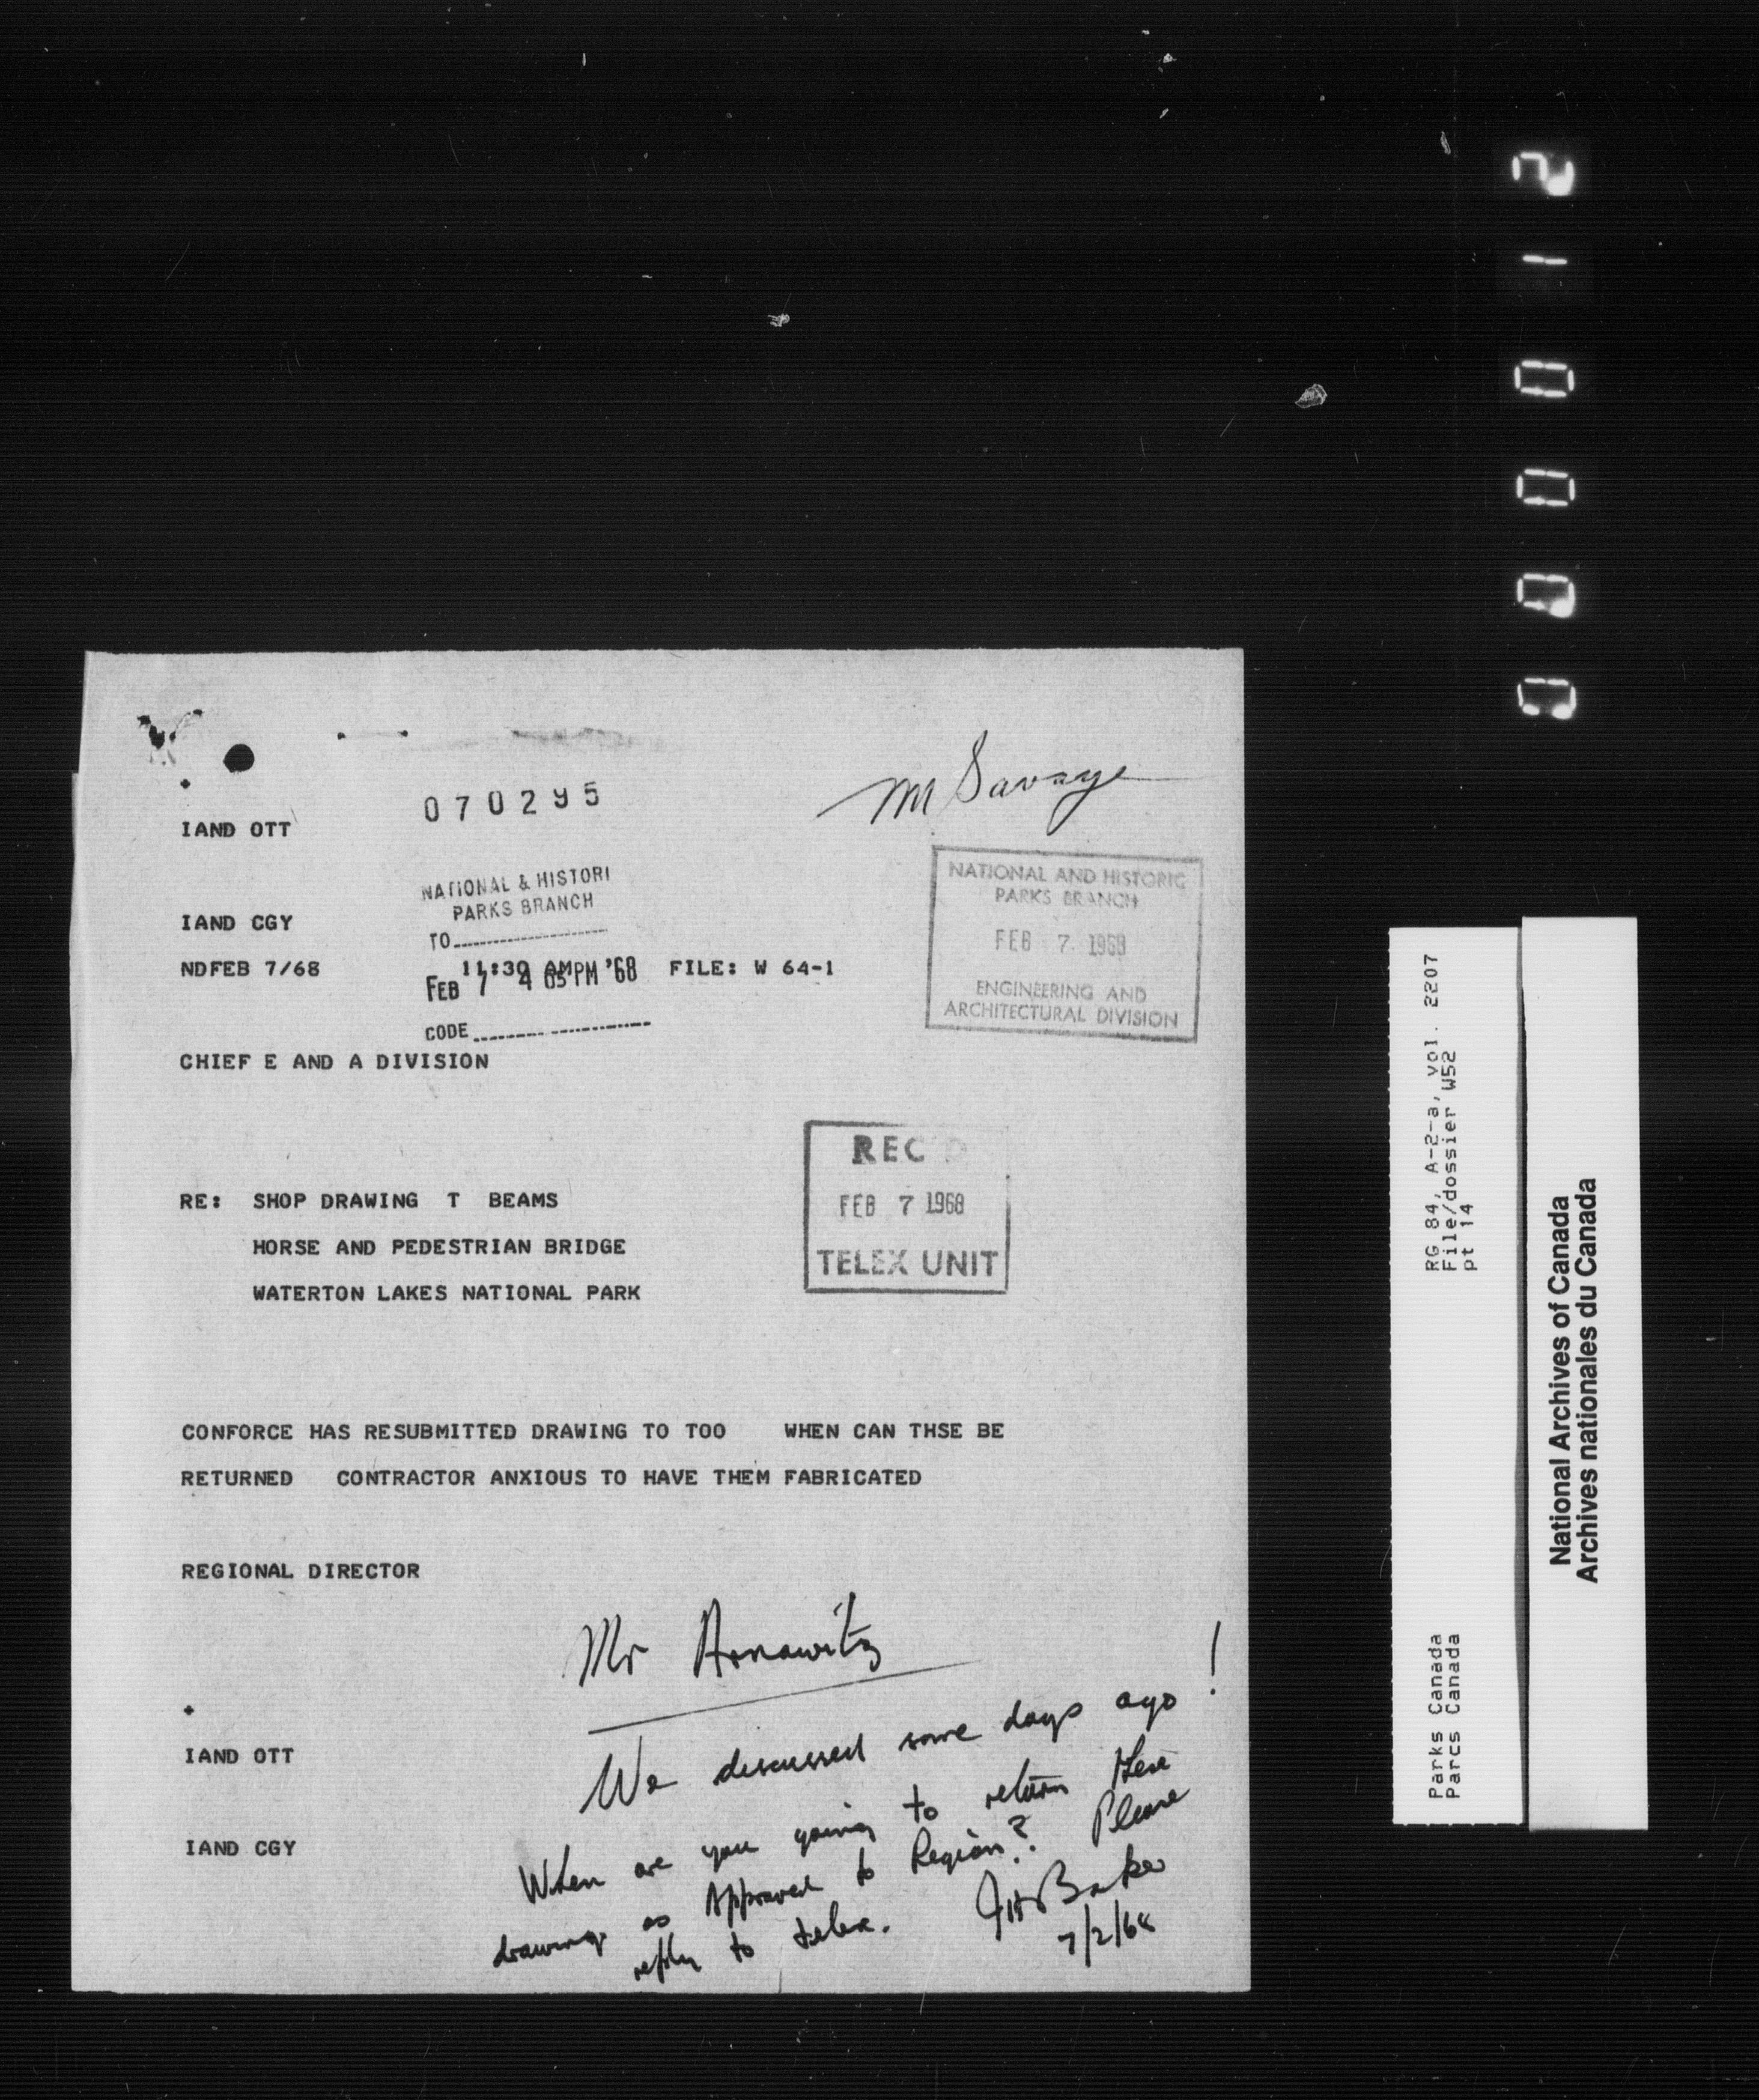 070295
M Savage
IAND OTT
NATIONAL & HISTORI
PARKS BRANCH
TO
NATIONAL AND HISTORIC
PARKS BRANCH
FEB 7 1968
ENGINEERING AND
ARCHITECTURAL DIVISION
IAND CGY
NDFEB 7/68 11:30 AM FILE: W 64-1
FEB 7 4 05 PM '68
CODE
CHIEF E AND A DIVISION
REC D
FEB 7 1968
TELEX UNIT
RE: SHOP DRAWING T BEAMS
HORSE AND PEDESTRIAN BRIDGE
WATERTON LAKES NATIONAL PARK
CONFORCE HAS RESUBMITTED DRAWING TO TOO WHEN CAN THSE BE
RETURNED CONTRACTOR ANXIOUS TO HAVE THEM FABRICATED
REGIONAL DIRECTOR
Mr
We discussed some days ago!
When are you going to return these
drawings as Approved to Region? Please
reply to telex.
Baker
7/2/68
IAND OTT
IAND CGY
RG 84, A-2-a, vol. 2207
File/dossier W52
pt 14
Parks Canada
Parcs Canada
National Archives of Canada
Archives nationales du Canada